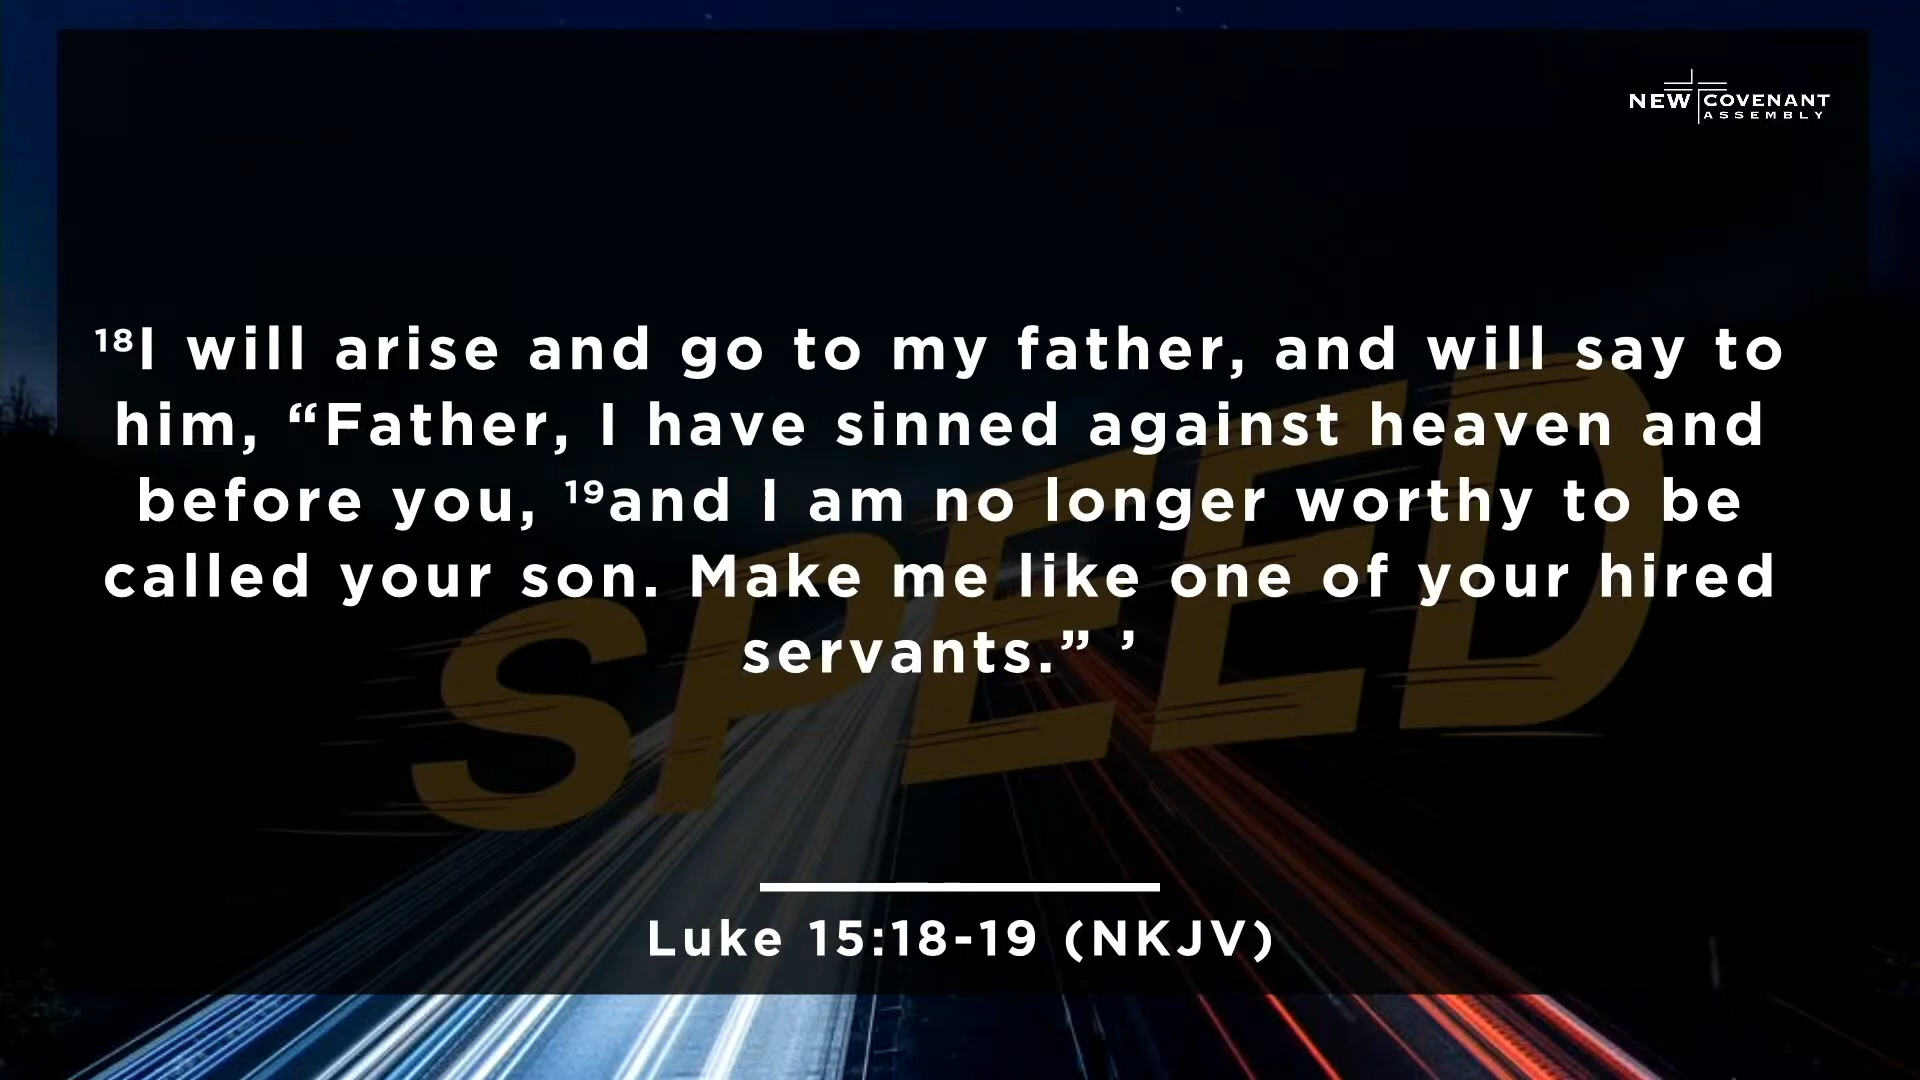 NEW COVENANT
ASSEMBLY
¹⁸I will arise and go to my father, and will say to
him, “Father, I have sinned against heaven and
before you, ¹⁹and I am no longer worthy to be
called your son. Make me like one of your hired
servants.” ’
SPEED
Luke 15:18-19 (NKJV)